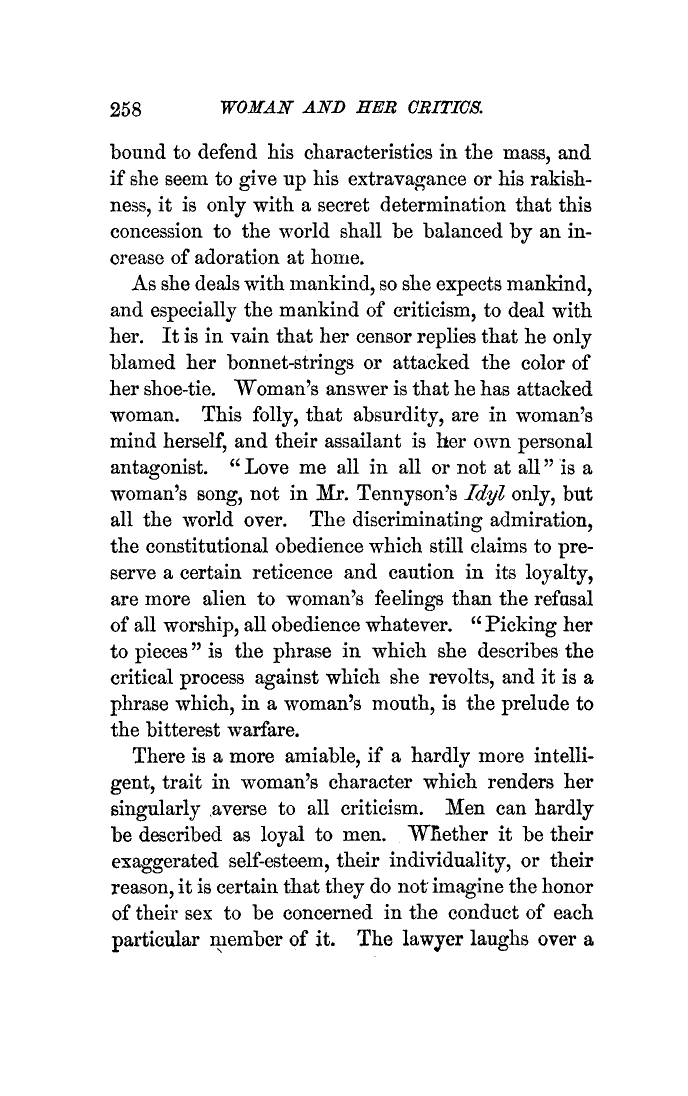 258 WOMAN AND HER CRITICS.
bound to defend his characteristics in the mass, and
if she seem to give up his extravagance or his rakish-
ness, it is only with a secret determination that this
concession to the world shall be balanced by an in-
crease of adoration at home.
As she deals with mankind, so she expects mankind,
and especially the mankind of criticism, to deal with
her. It is in vain that her censor replies that he only
blamed her bonnet-strings or attacked the color of
her shoe-tie. Woman's answer is that he has attacked
woman. This folly, that absurdity, are in woman's
mind herself, and their assailant is her own personal
antagonist. "Love me all in all or not at all" is a
woman's song, not in Mr. Tennyson's Idyl only, but
all the world over. The discriminating admiration,
the constitutional obedience which still claims to pre-
serve a certain reticence and caution in its loyalty,
are more alien to woman's feelings than the refusal
of all worship, all obedience whatever. "Picking her
to pieces" is the phrase in which she describes the
critical process against which she revolts, and it is a
phrase which, in a woman's mouth, is the prelude to
the bitterest warfare.
There is a more amiable, if a hardly more intelli-
gent, trait in woman's character which renders her
singularly averse to all criticism. Men can hardly
be described as loyal to men. Whether it be their
exaggerated self-esteem, their individuality, or their
reason, it is certain that they do not imagine the honor
of their sex to be concerned in the conduct of each
particular member of it. The lawyer laughs over a